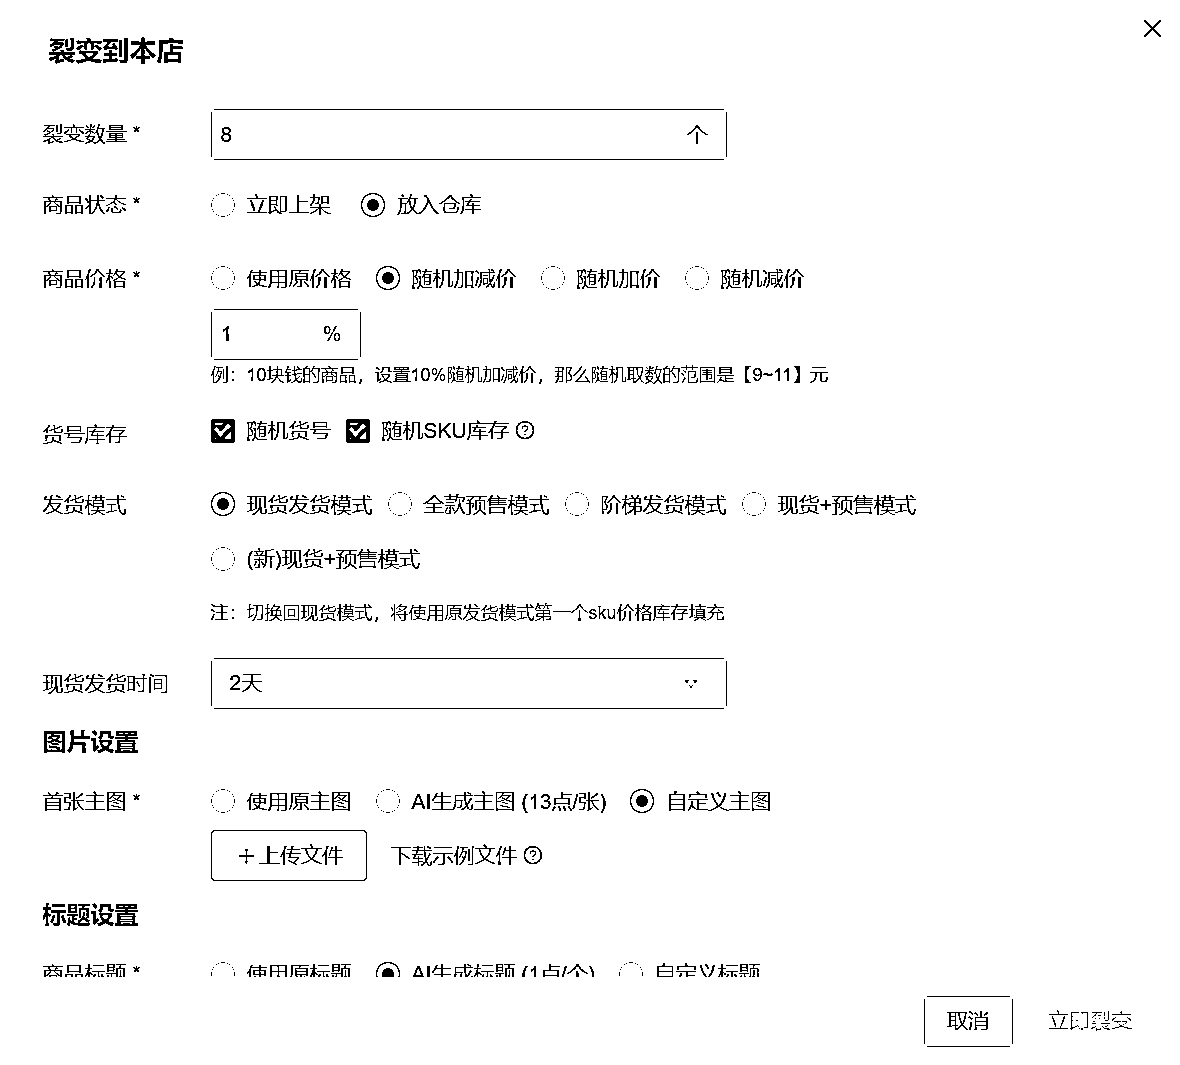 裂变到本店
裂变数量 * 8 个
商品状态 * 立即上架 放入仓库
商品价格 * 使用原价格 随机加减价 随机加价 随机减价
1 %
例：10块钱的商品，设置10%随机加减价，那么随机取数的范围是【9~11】元
货号库存 随机货号 随机SKU库存
发货模式 现货发货模式 全款预售模式 阶梯发货模式 现货+预售模式
(新)现货+预售模式
注：切换回现货模式，将使用原发货模式第一个sku价格库存填充
现货发货时间 2天
图片设置
首张主图 * 使用原主图 AI生成主图 (13点/张) 自定义主图
+上传文件 下载示例文件
标题设置
商品标题 * 使用原标题 AI生成标题 (1点/个) 自定义标题
取消 立即裂变